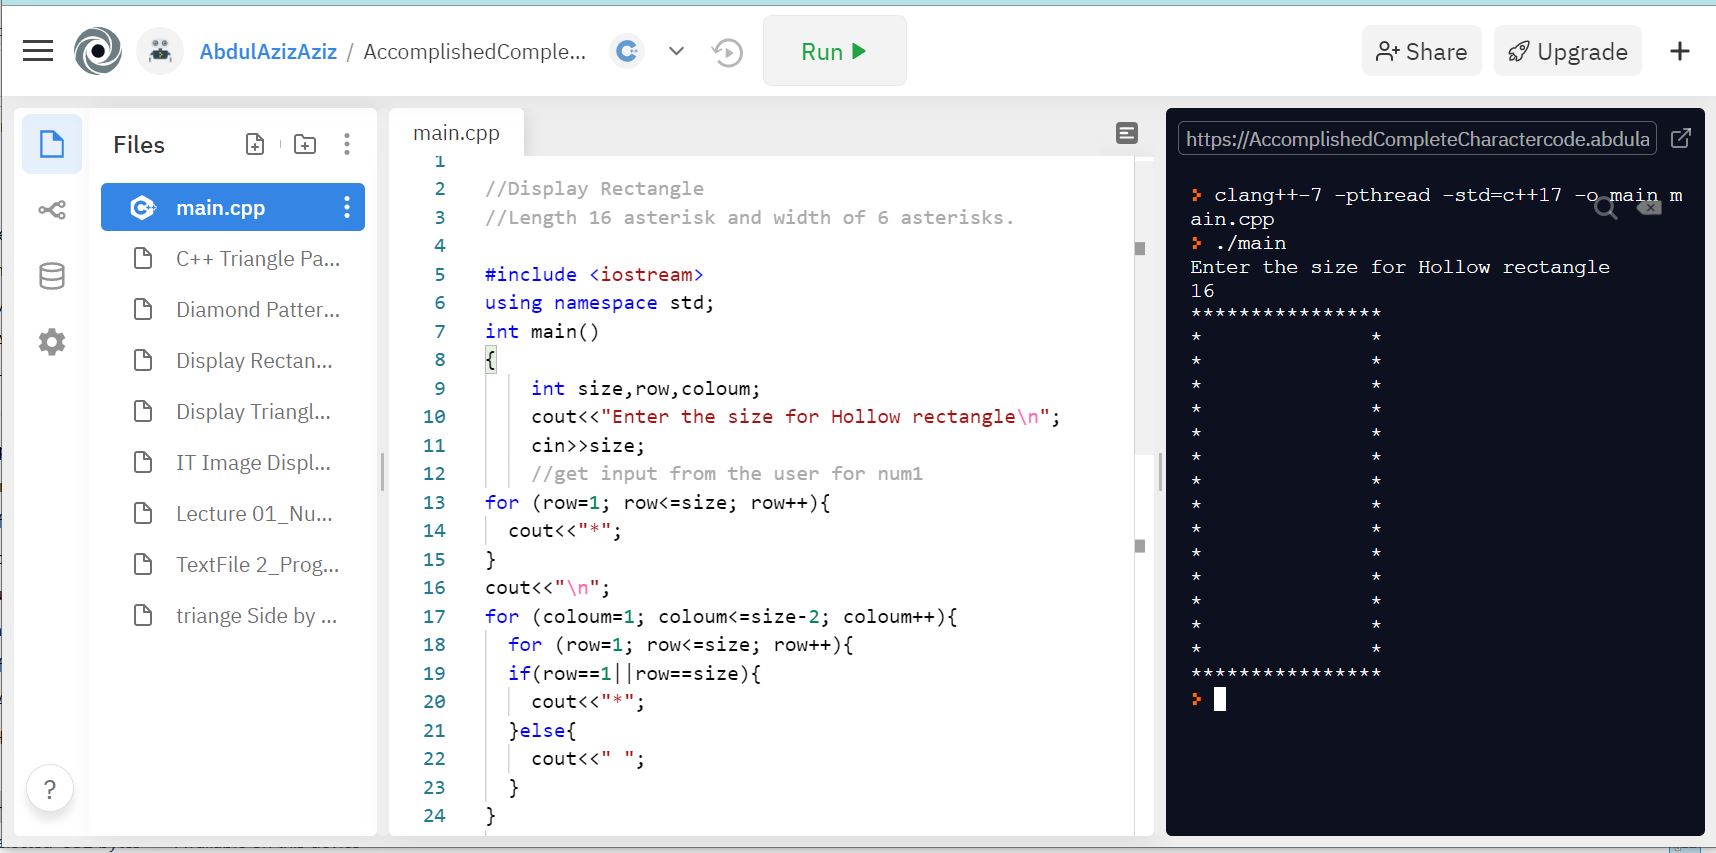 AbdulAzizAziz / AccomplishedComple...
Run
Share
Upgrade
Files
main.cpp
C++ Triangle Pa...
Diamond Patter...
Display Rectan...
Display Triangl...
IT Image Displ...
Lecture 01_Nu...
TextFile 2_Prog...
triange Side by ...
?
main.cpp
1
2 //Display Rectangle
3 //Length 16 asterisk and width of 6 asterisks.
4
5 #include <iostream>
6 using namespace std;
7 int main()
8 {
9 int size,row,coloum;
10 cout<<"Enter the size for Hollow rectangle\n";
11 cin>>size;
12 //get input from the user for num1
13 for (row=1; row<=size; row++){
14 cout<<"*";
15 }
16 cout<<"\n";
17 for (coloum=1; coloum<=size-2; coloum++){
18 for (row=1; row<=size; row++){
19 if(row==1||row==size){
20 cout<<"*";
21 }else{
22 cout<<" ";
23 }
24 }
https://AccomplishedCompleteCharactercode.abdula
clang++-7 -pthread -std=c++17 -o main m
ain.cpp
./main
Enter the size for Hollow rectangle
16
****************
*              *
*              *
*              *
*              *
*              *
*              *
*              *
*              *
*              *
*              *
*              *
*              *
*              *
*              *
****************